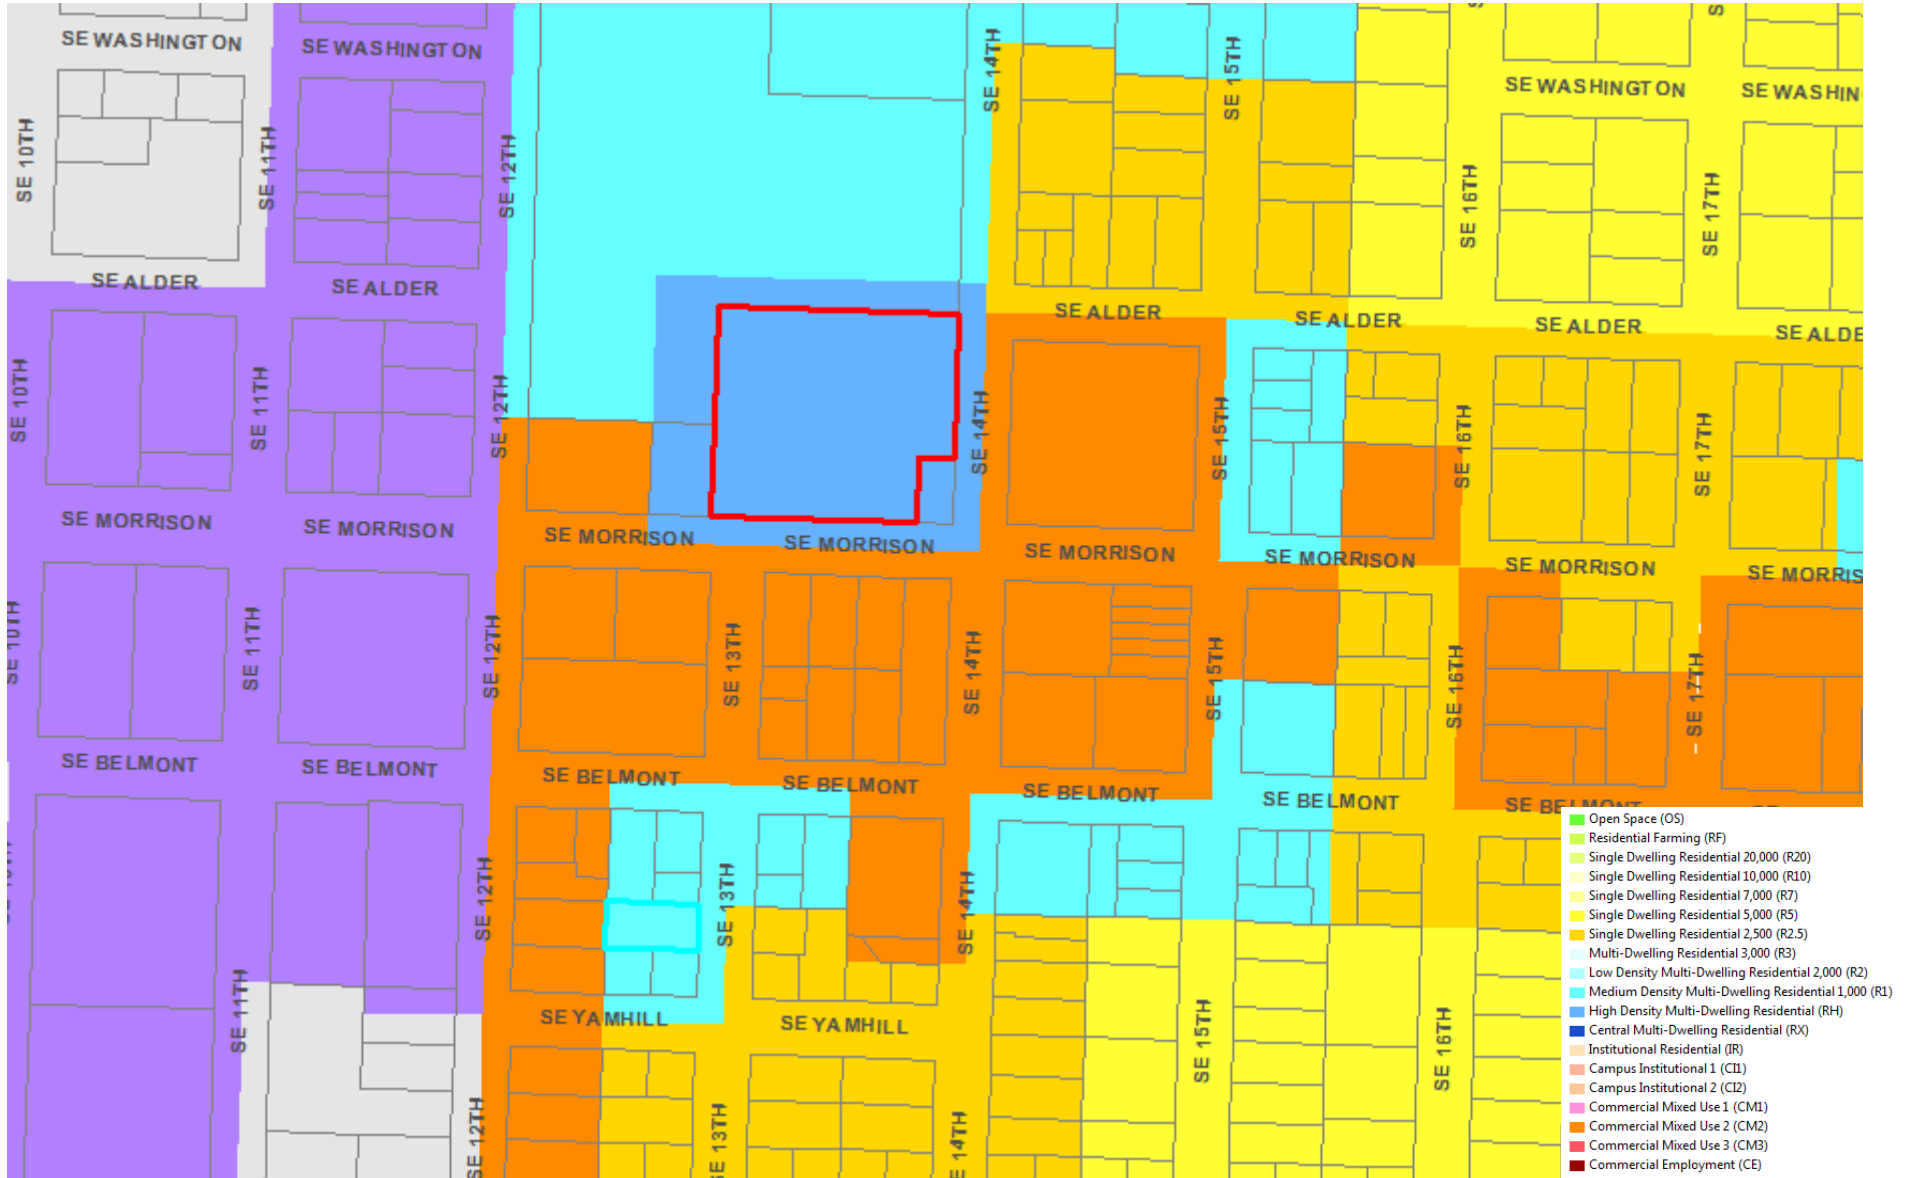 SE WASHINGTON
SE WASHINGTON
SE 14TH
SE 15TH
SE WASHINGTON
SE WASHIN
SE 10TH
SE 11TH
SE 12TH
SE 16TH
SE 17TH
SE ALDER
SE ALDER
SE ALDER
SE ALDER
SE ALDER
SE ALDE
SE 10TH
SE 11TH
SE 12TH
SE 14TH
SE 15TH
SE 16TH
SE 17TH
SE MORRISON
SE MORRISON
SE MORRISON
SE MORRISON
SE MORRISON
SE MORRISON
SE MORRISON
SE MORRIS
SE 10TH
SE 11TH
SE 12TH
SE 13TH
SE 14TH
SE 15TH
SE 16TH
SE 17TH
SE BELMONT
SE BELMONT
SE BELMONT
SE BELMONT
SE BELMONT
SE BELMONT
SE BELMONT
SE 12TH
SE 13TH
SE 14TH
SE 11TH
SE YAMHILL
SE YAMHILL
SE 15TH
SE 16TH
SE 12TH
SE 13TH
E 14TH
Open Space (OS)
Residential Farming (RF)
Single Dwelling Residential 20,000 (R20)
Single Dwelling Residential 10,000 (R10)
Single Dwelling Residential 7,000 (R7)
Single Dwelling Residential 5,000 (R5)
Single Dwelling Residential 2,500 (R2.5)
Multi-Dwelling Residential 3,000 (R3)
Low Density Multi-Dwelling Residential 2,000 (R2)
Medium Density Multi-Dwelling Residential 1,000 (R1)
High Density Multi-Dwelling Residential (RH)
Central Multi-Dwelling Residential (RX)
Institutional Residential (IR)
Campus Institutional 1 (CI1)
Campus Institutional 2 (CI2)
Commercial Mixed Use 1 (CM1)
Commercial Mixed Use 2 (CM2)
Commercial Mixed Use 3 (CM3)
Commercial Employment (CE)